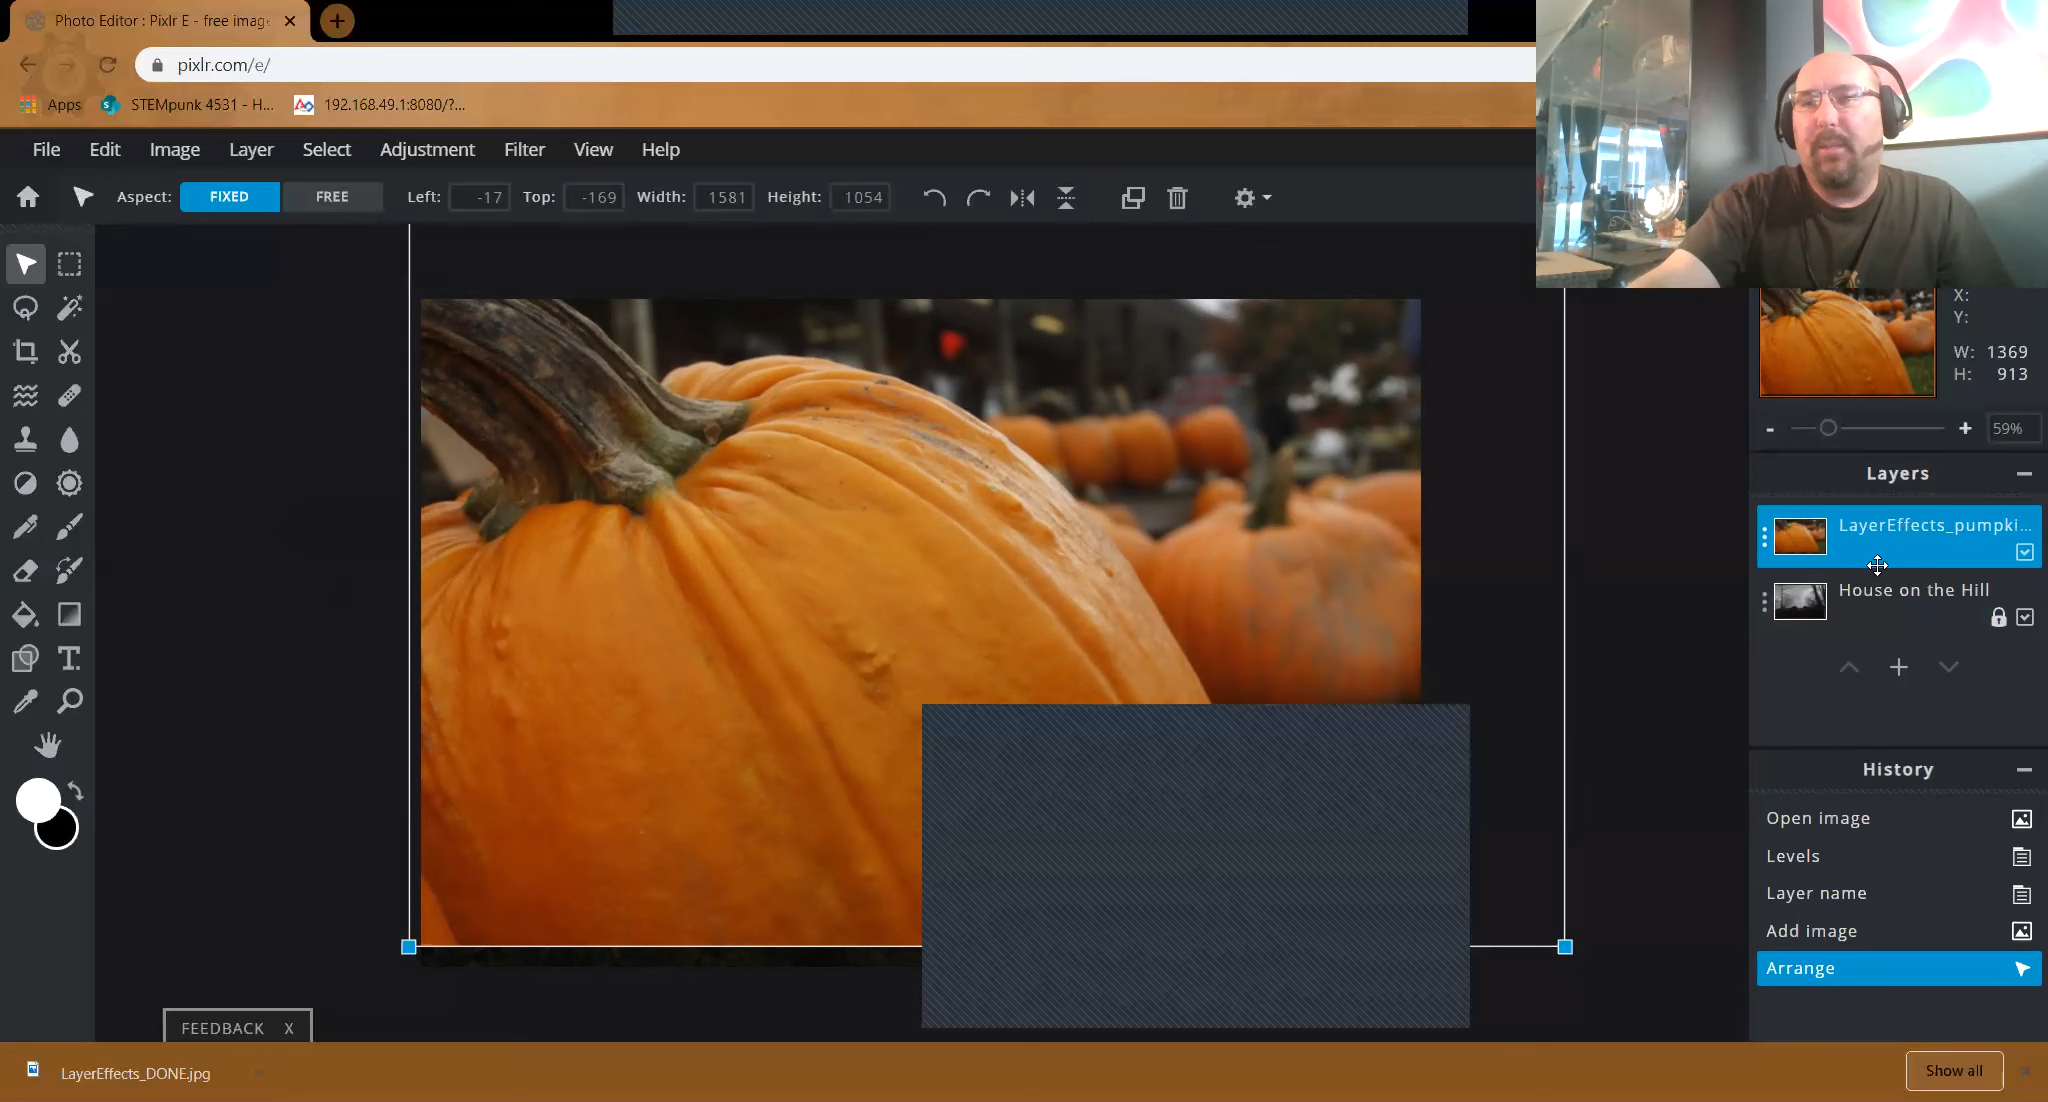 Photo Editor : Pixlr E - free imag
pixlr.com/e/
Apps STEMpunk 4531 - H... 192.168.49.1:8080/?...
File Edit Image Layer Select Adjustment Filter View Help
Aspect: FIXED FREE Left: -17 Top: -169 Width: 1581 Height: 1054
X:
Y:
W: 1369
H: 913
- + 59%
Layers
LayerEffects_pumpki...
House on the Hill
History
Open image
Levels
Layer name
Add image
Arrange
T
FEEDBACK X
LayerEffects_DONE.jpg
Show all